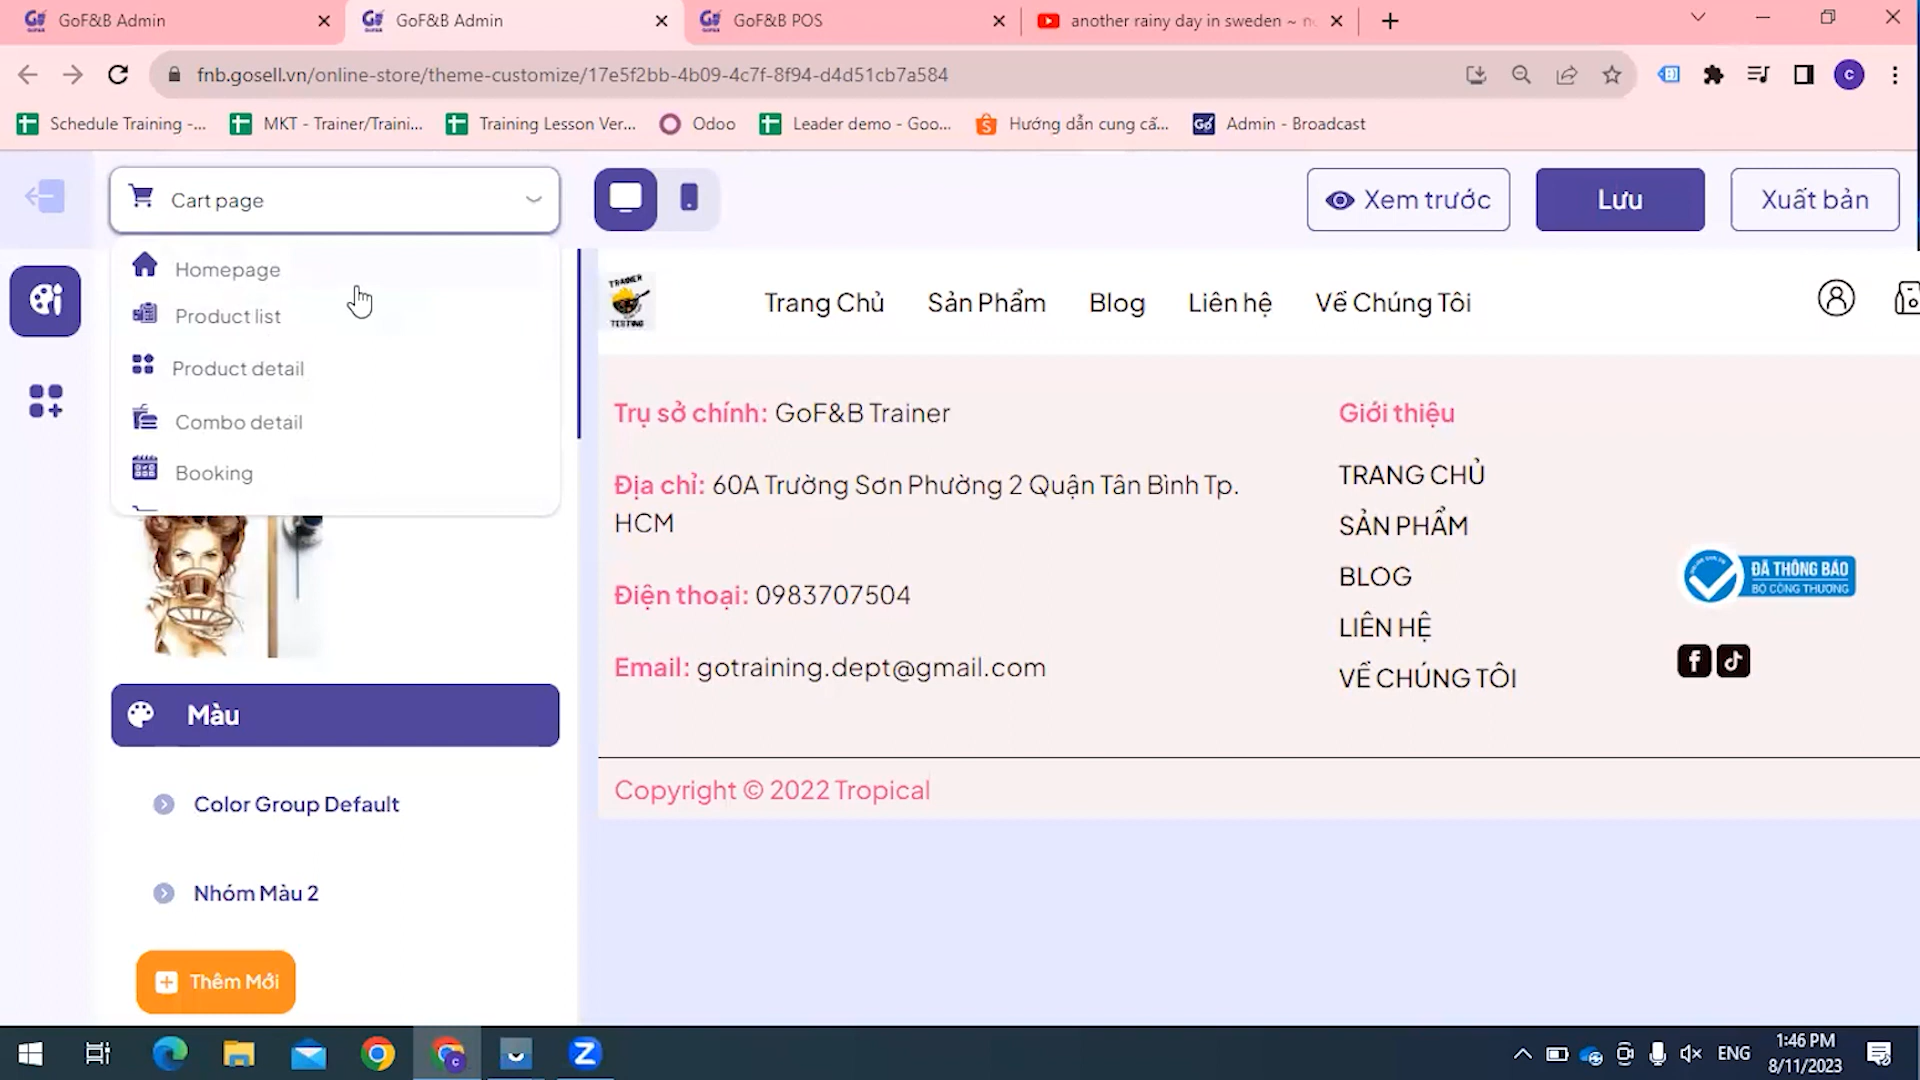 GoF&B Admin
GoF&B Admin
GoF&B POS
another rainy day in sweden ~
fnb.gosell.vn/online-store/theme-customize/17e5f2bb-4b09-4c7f-8f94-d4d51cb7a584
Schedule Training -...
MKT - Trainer/Traini...
Training Lesson Ver...
Odoo
Leader demo - Goo...
Hướng dẫn cung cấ...
Admin - Broadcast
Cart page
Xem trước
Lưu
Xuất bản
Homepage
Product list
Product detail
Combo detail
Booking
TRAINER
TESTING
Trang Chủ
Sản Phẩm
Blog
Liên hệ
Về Chúng Tôi
Trụ sở chính: GoF&B Trainer
Địa chỉ: 60A Trường Sơn Phường 2 Quận Tân Bình Tp.
HCM
Điện thoại: 0983707504
Email: gotraining.dept@gmail.com
Giới thiệu
TRANG CHỦ
SẢN PHẨM
BLOG
LIÊN HỆ
VỀ CHÚNG TÔI
ĐÃ THÔNG BÁO
BỘ CÔNG THƯƠNG
Copyright © 2022 Tropical
Màu
Color Group Default
Nhóm Màu 2
Thêm Mới
ENG
1:46 PM
8/11/2023